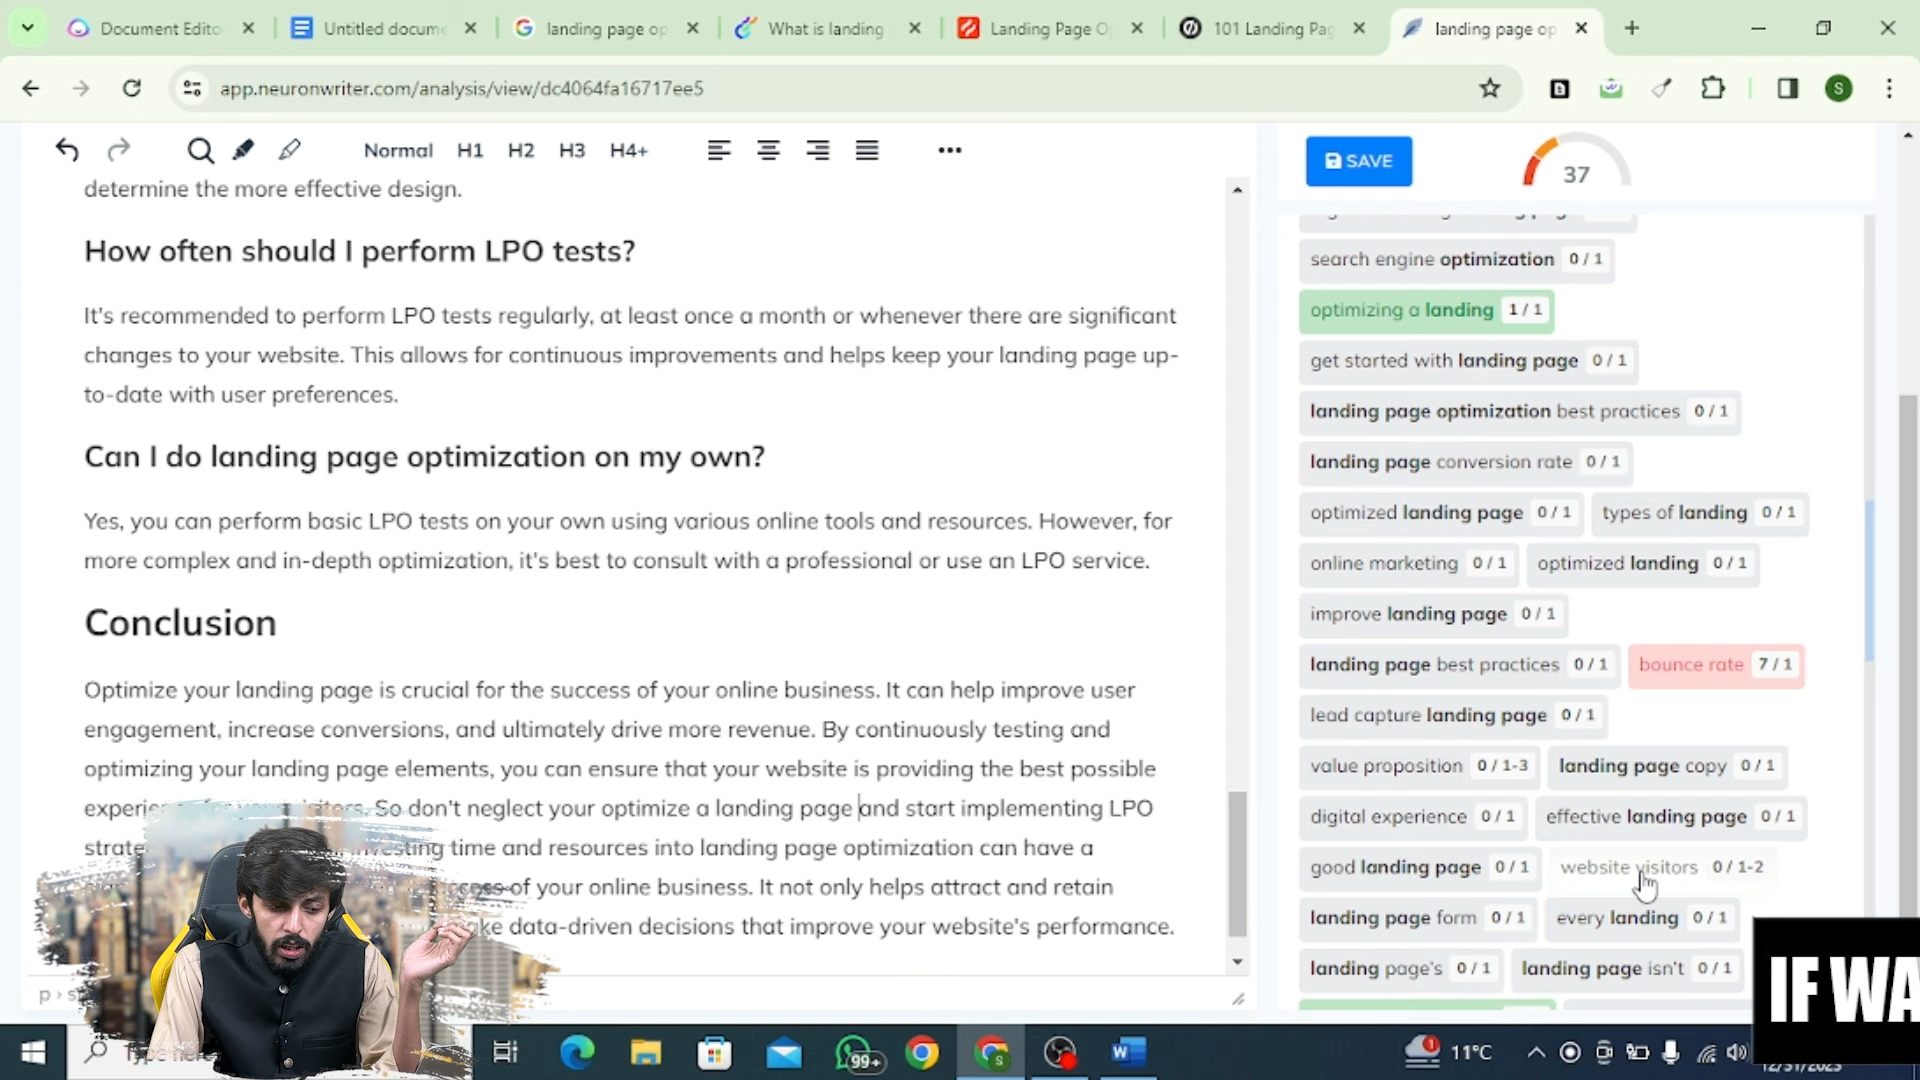 Document Edito
Untitled docume
landing page op
What is landing
Landing Page O
101 Landing Pag
landing page op
app.neuronwriter.com/analysis/view/dc4064fa16717ee5
S
Normal H1 H2 H3 H4+
SAVE
37
determine the more effective design.
How often should I perform LPO tests?
It's recommended to perform LPO tests regularly, at least once a month or whenever there are significant
changes to your website. This allows for continuous improvements and helps keep your landing page up-
to-date with user preferences.
Can I do landing page optimization on my own?
Yes, you can perform basic LPO tests on your own using various online tools and resources. However, for
more complex and in-depth optimization, it's best to consult with a professional or use an LPO service.
Conclusion
Optimize your landing page is crucial for the success of your online business. It can help improve user
engagement, increase conversions, and ultimately drive more revenue. By continuously testing and
optimizing your landing page elements, you can ensure that your website is providing the best possible
So don't neglect your optimize a landing page and start implementing LPO
time and resources into landing page optimization can have a
of your online business. It not only helps attract and retain
data-driven decisions that improve your website's performance.
search engine optimization 0 / 1
optimizing a landing 1 / 1
get started with landing page 0 / 1
landing page optimization best practices 0 / 1
landing page conversion rate 0 / 1
optimized landing page 0 / 1 types of landing 0 / 1
online marketing 0 / 1 optimized landing 0 / 1
improve landing page 0 / 1
landing page best practices 0 / 1 bounce rate 7 / 1
lead capture landing page 0 / 1
value proposition 0 / 1-3 landing page copy 0 / 1
digital experience 0 / 1 effective landing page 0 / 1
good landing page 0 / 1 website visitors 0 / 1-2
landing page form 0 / 1 every landing 0 / 1
landing page's 0 / 1 landing page isn't 0 / 1
IF WA
99+
S
W
1
11°C
12/31/2023